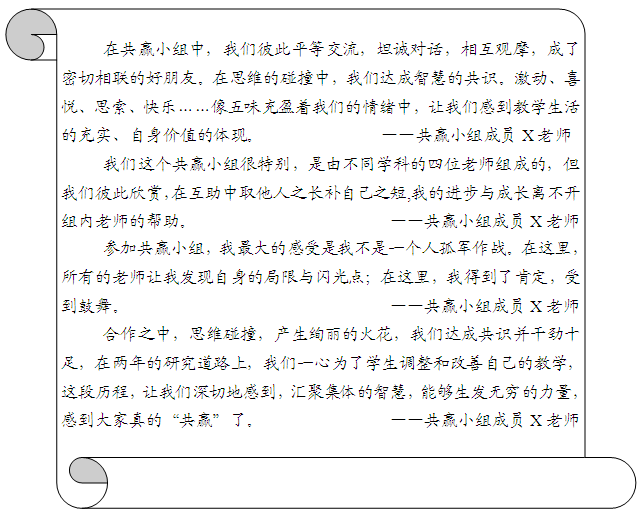 在共赢小组中，我们彼此平等交流，坦诚对话，相互观摩，成了
密切相联的好朋友。在思维的碰撞中，我们达成智慧的共识。激动、喜
悦、思索、快乐……像五味充盈着我们的情绪中，让我们感到教学生活
的充实、自身价值的体现。 ——共赢小组成员 X 老师
我们这个共赢小组很特别，是由不同学科的四位老师组成的，但
我们彼此欣赏,在互助中取他人之长补自己之短.我的进步与成长离不开
组内老师的帮助。 ——共赢小组成员 X 老师
参加共赢小组，我最大的感受是我不是一个人孤军作战。在这里，
所有的老师让我发现自身的局限与闪光点；在这里，我得到了肯定，受
到鼓舞。 ——共赢小组成员 X 老师
合作之中，思维碰撞，产生绚丽的火花，我们达成共识并干劲十
足，在两年的研究道路上，我们一心为了学生调整和改善自己的教学，
这段历程，让我们深切地感到，汇聚集体的智慧，能够生发无穷的力量，
感到大家真的“共赢”了。 ——共赢小组成员 X 老师